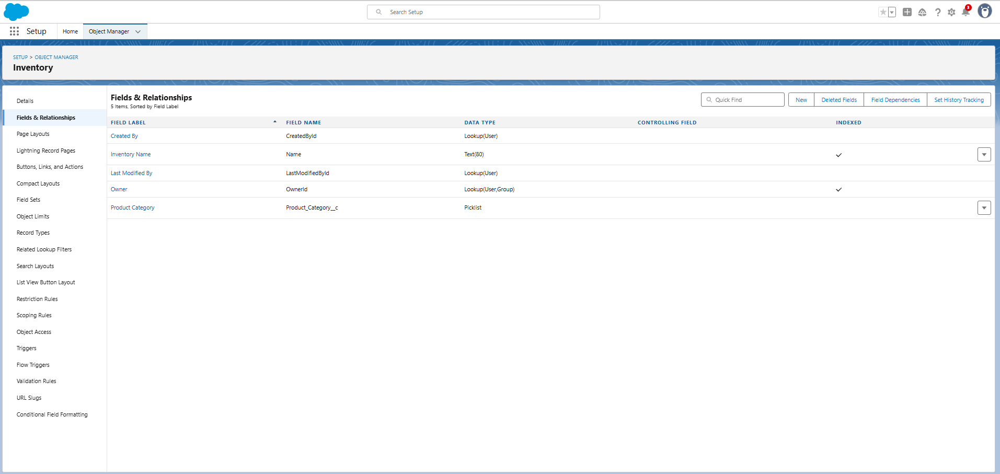 Search Setup
3
Setup
Home
Object Manager
SETUP > OBJECT MANAGER
Inventory
Details
Fields & Relationships
Page Layouts
Lightning Record Pages
Buttons, Links, and Actions
Compact Layouts
Field Sets
Object Limits
Record Types
Related Lookup Filters
Search Layouts
List View Button Layout
Restriction Rules
Scoping Rules
Object Access
Triggers
Flow Triggers
Validation Rules
URL Slugs
Conditional Field Formatting
Fields & Relationships
5 Items, Sorted by Field Label
Quick Find
New
Deleted Fields
Field Dependencies
Set History Tracking
FIELD LABEL FIELD NAME DATA TYPE CONTROLLING FIELD INDEXED
Created By CreatedById Lookup(User)
Inventory Name Name Text(80)
Last Modified By LastModifiedById Lookup(User)
Owner OwnerId Lookup(User,Group)
Product Category Product_Category__c Picklist